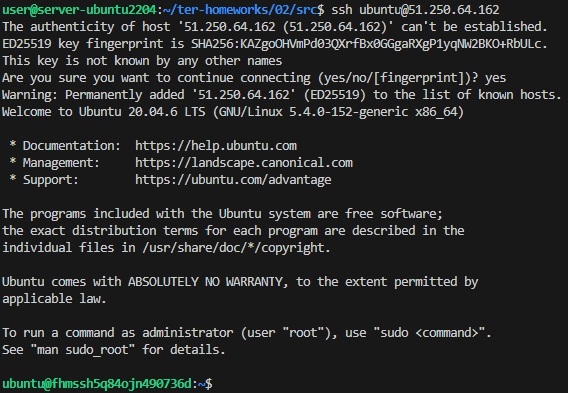 user@server-ubuntu2204:~/ter-homeworks/02/src$ ssh ubuntu@51.250.64.162
The authenticity of host '51.250.64.162 (51.250.64.162)' can't be established.
ED25519 key fingerprint is SHA256:KAZgoOHVmPd03QXrfBx0GGgaRXgP1yqNW2BKO+RbULc.
This key is not known by any other names
Are you sure you want to continue connecting (yes/no/[fingerprint])? yes
Warning: Permanently added '51.250.64.162' (ED25519) to the list of known hosts.
Welcome to Ubuntu 20.04.6 LTS (GNU/Linux 5.4.0-152-generic x86_64)

 * Documentation:  https://help.ubuntu.com
 * Management:     https://landscape.canonical.com
 * Support:        https://ubuntu.com/advantage

The programs included with the Ubuntu system are free software;
the exact distribution terms for each program are described in the
individual files in /usr/share/doc/*/copyright.

Ubuntu comes with ABSOLUTELY NO WARRANTY, to the extent permitted by
applicable law.

To run a command as administrator (user "root"), use "sudo <command>".
See "man sudo_root" for details.

ubuntu@fhmssh5q84ojn490736d:~$